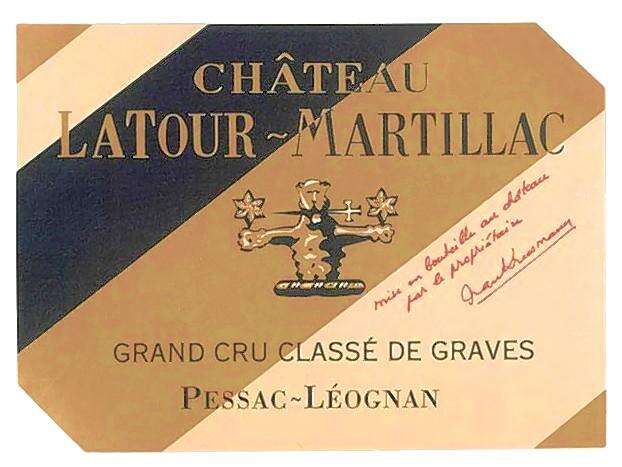 CHÂTEAU
LATOUR~MARTILLAC
mise en bouteille au château
par le propriétaire
GRAND CRU CLASSÉ DE GRAVES
PESSAC~LÉOGNAN